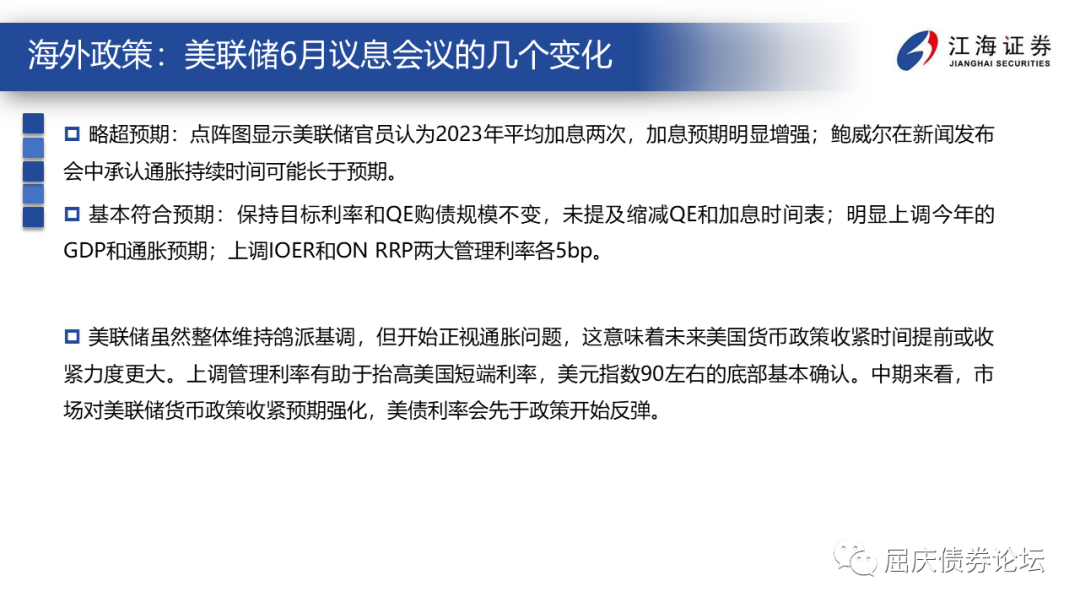 海外政策：美联储6月议息会议的几个变化
江海证券
JIANGHAI SECURITIES
略超预期：点阵图显示美联储官员认为2023年平均加息两次，加息预期明显增强；鲍威尔在新闻发布
会中承认通胀持续时间可能长于预期。
基本符合预期：保持目标利率和QE购债规模不变，未提及缩减QE和加息时间表；明显上调今年的
GDP和通胀预期；上调IOER和ON RRP两大管理利率各5bp。
美联储虽然整体维持鸽派基调，但开始正视通胀问题，这意味着未来美国货币政策收紧时间提前或收
紧力度更大。上调管理利率有助于抬高美国短端利率，美元指数90左右的底部基本确认。中期来看，市
场对美联储货币政策收紧预期强化，美债利率会先于政策开始反弹。
屈庆债券论坛